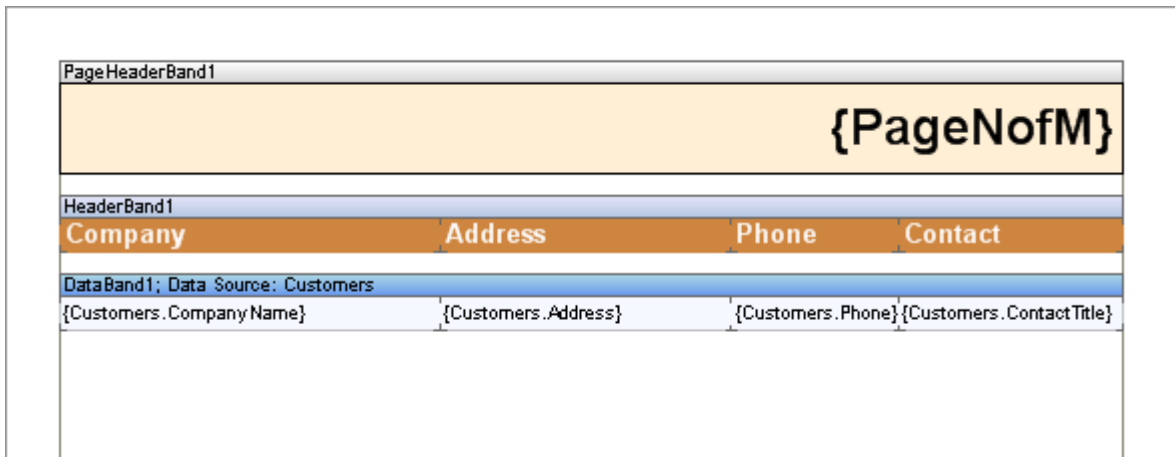 PageHeaderBand1
{PageNofM}
HeaderBand1
Company Address Phone Contact
DataBand1; Data Source: Customers
{Customers.CompanyName} {Customers.Address} {Customers.Phone} {Customers.ContactTitle}